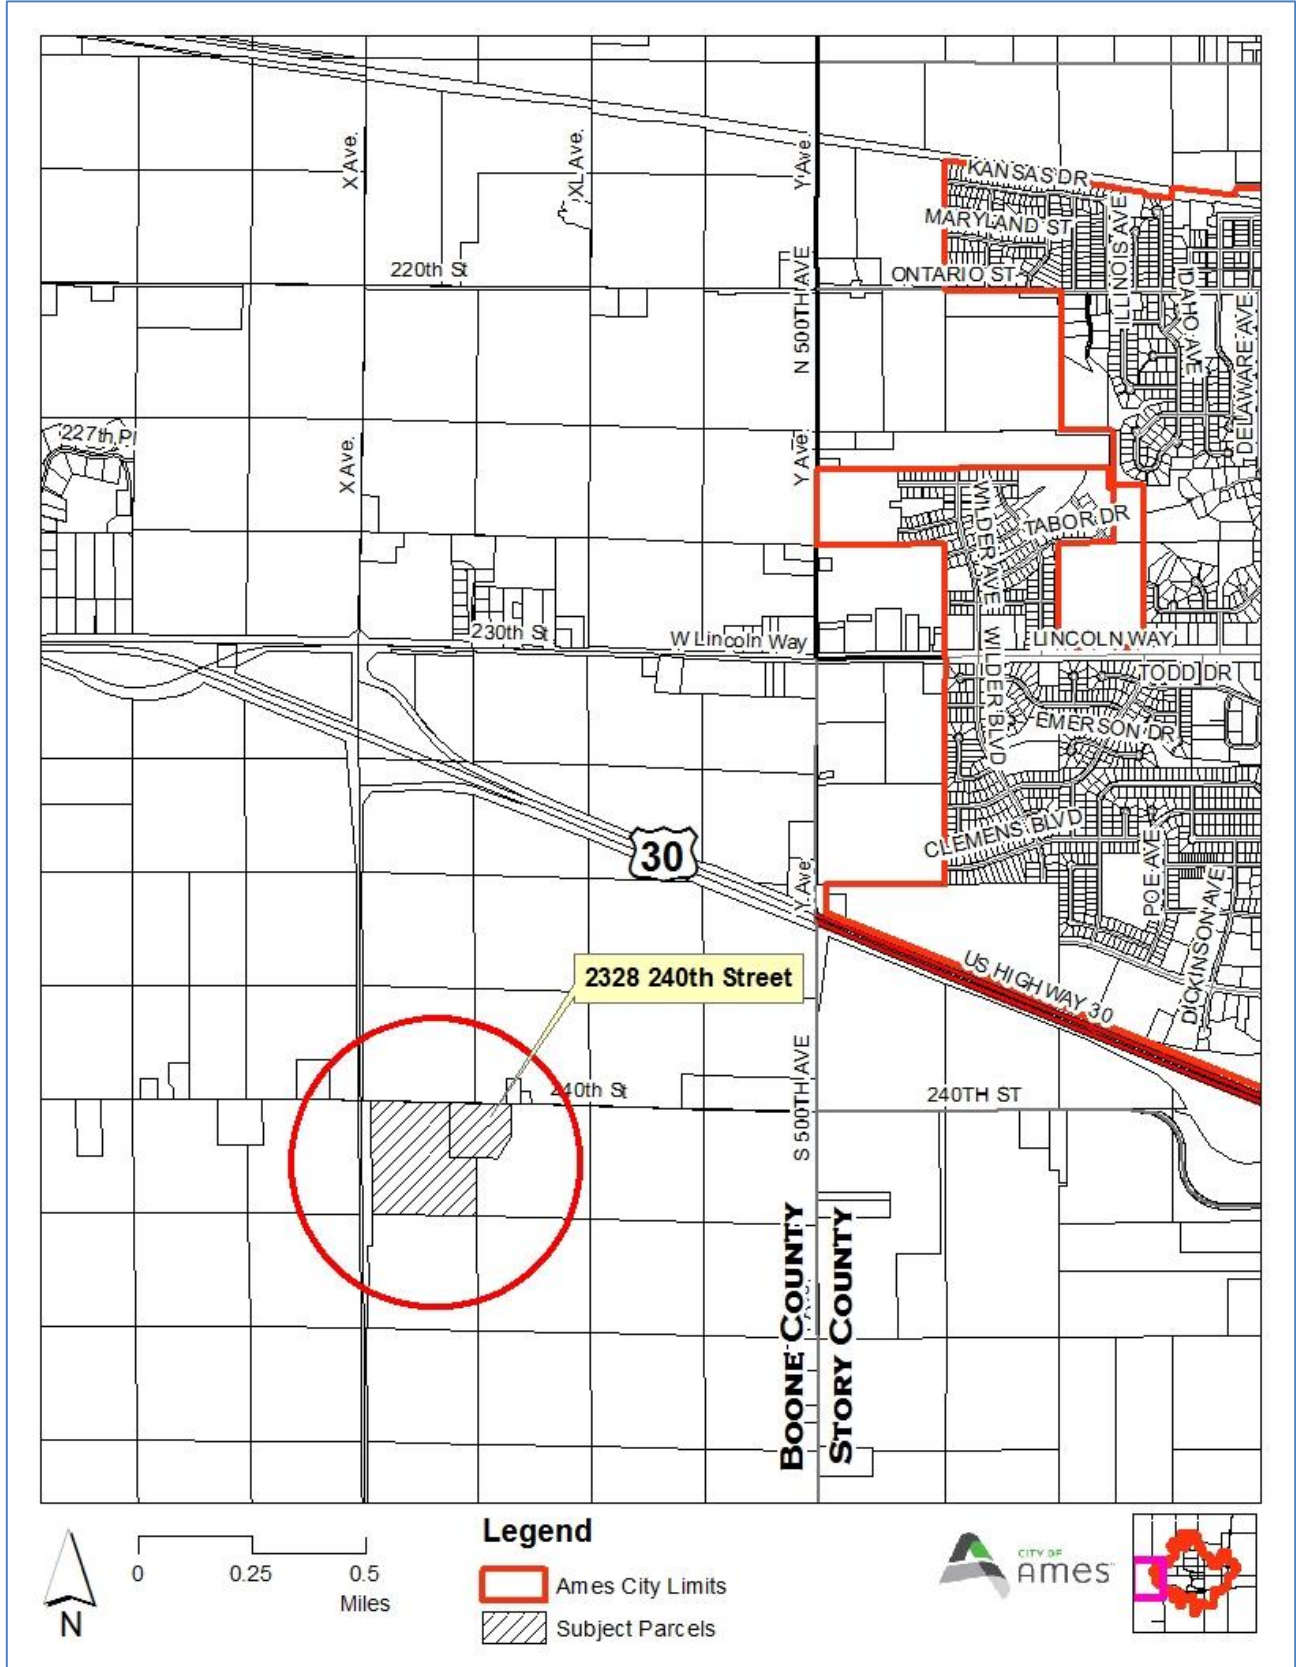 KANSAS DR
X Ave.
XL Ave.
Y Ave.
MARYLAND ST
ILLINOIS AVE
220th St
ONTARIO ST
N 500TH AVE
IDAHO AVE
DELAWARE AVE
227th Pl
X Ave.
Y Ave.
WILDER AVE
TABOR DR
230th St
W Lincoln Way
LINCOLN WAY
WILDER BLVD
TODD DR
EMERSON DR
CLEMENS BLVD
30
POE AVE
Y Ave.
DICKINSON AVE
2328 240th Street
US HIGHWAY 30
240th St
S 500TH AVE
240TH ST
BOONE COUNTY
STORY COUNTY
Legend
Ames City Limits
Subject Parcels
0
0.25
0.5
Miles
N
CITY OF
Ames